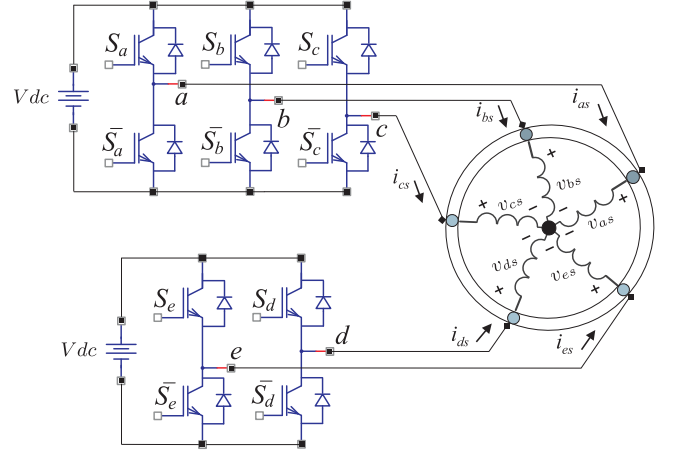 Sa Sb Sc
Vdc
a
b
c
S̅a S̅b S̅c
ias
ibs
ics
+ vbs −
+ vcs −
− vas +
vds −
+
− ves
+
Se Sd
Vdc
d
e
S̅e S̅d
ids
ies